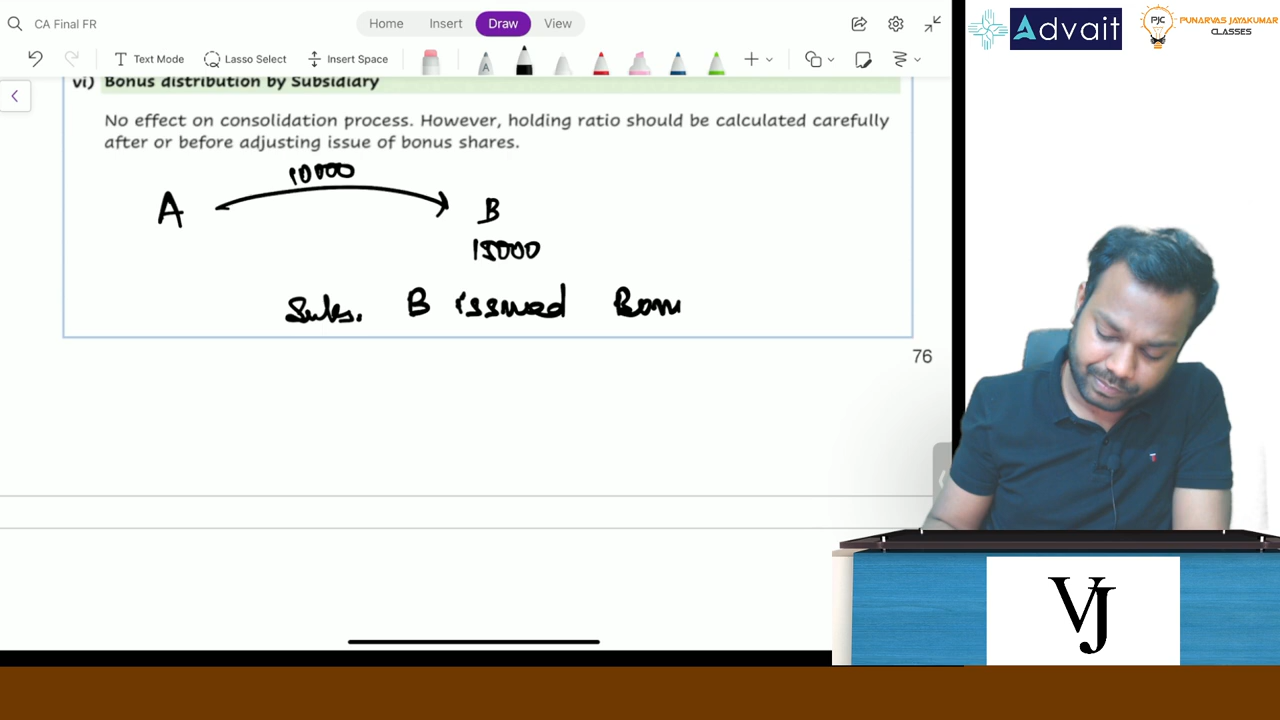 CA Final FR
Home Insert Draw View
Advait
PJC
PUNARVAS JAYAKUMAR
CLASSES
Text Mode Lasso Select Insert Space
vi) Bonus distribution by Subsidiary
No effect on consolidation process. However, holding ratio should be calculated carefully
after or before adjusting issue of bonus shares.
10000
A B
15000
Subs. B issued Bonu
76
VJ